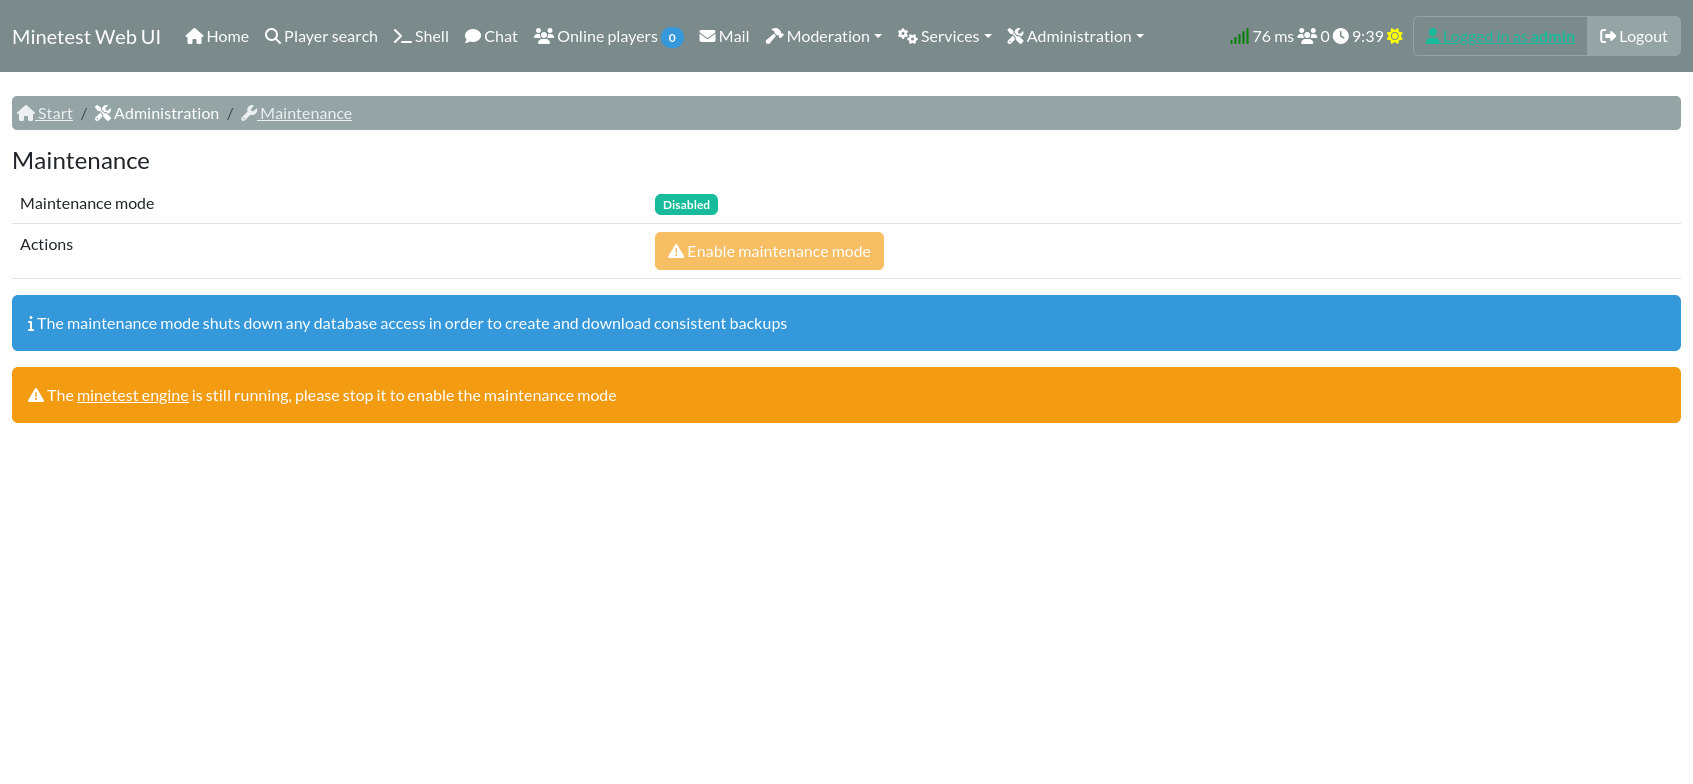 Minetest Web UI Home Player search Shell Chat Online players 0 Mail Moderation Services Administration 76 ms 0 9:39 Logged in as admin Logout
Start / Administration / Maintenance
Maintenance
Maintenance mode Disabled
Actions Enable maintenance mode
The maintenance mode shuts down any database access in order to create and download consistent backups
The minetest engine is still running, please stop it to enable the maintenance mode